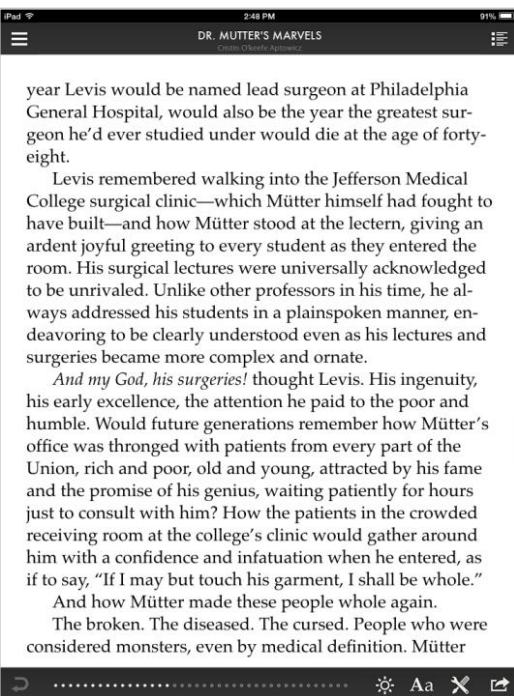 iPad 2:48 PM 91%
DR. MUTTER'S MARVELS
Cristin O'Keefe Aptowicz
year Levis would be named lead surgeon at Philadelphia
General Hospital, would also be the year the greatest sur-
geon he’d ever studied under would die at the age of forty-
eight.
Levis remembered walking into the Jefferson Medical
College surgical clinic—which Mütter himself had fought to
have built—and how Mütter stood at the lectern, giving an
ardent joyful greeting to every student as they entered the
room. His surgical lectures were universally acknowledged
to be unrivaled. Unlike other professors in his time, he al-
ways addressed his students in a plainspoken manner, en-
deavoring to be clearly understood even as his lectures and
surgeries became more complex and ornate.
And my God, his surgeries! thought Levis. His ingenuity,
his early excellence, the attention he paid to the poor and
humble. Would future generations remember how Mütter’s
office was thronged with patients from every part of the
Union, rich and poor, old and young, attracted by his fame
and the promise of his genius, waiting patiently for hours
just to consult with him? How the patients in the crowded
receiving room at the college’s clinic would gather around
him with a confidence and infatuation when he entered, as
if to say, “If I may but touch his garment, I shall be whole.”
And how Mütter made these people whole again.
The broken. The diseased. The cursed. People who were
considered monsters, even by medical definition. Mütter
Aa